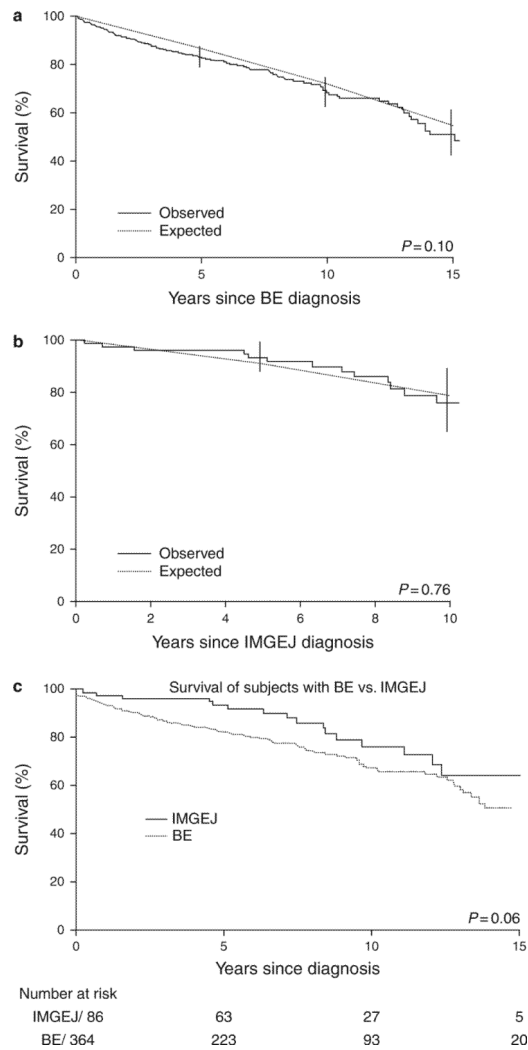 a
100
80
60
40
20
0
Survival (%)
Observed
Expected
P=0.10
0 5 10 15
Years since BE diagnosis
b
100
80
60
40
20
0
Survival (%)
Observed
Expected
P=0.76
0 2 4 6 8 10
Years since IMGEJ diagnosis
c
Survival of subjects with BE vs. IMGEJ
100
80
60
40
20
0
Survival (%)
IMGEJ
BE
P=0.06
0 5 10 15
Years since diagnosis
Number at risk
IMGEJ/ 86 63 27 5
BE/ 364 223 93 20